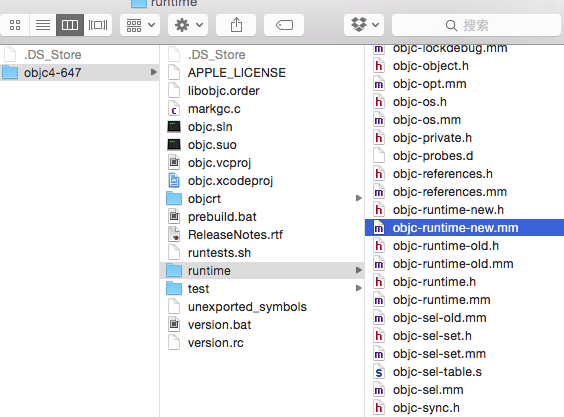 runtime
搜索
.DS_Store
objc4-647
.DS_Store
APPLE_LICENSE
libobjc.order
markgc.c
objc.sln
objc.suo
objc.vcproj
objc.xcodeproj
objcrt
prebuild.bat
ReleaseNotes.rtf
runtests.sh
runtime
test
unexported_symbols
version.bat
version.rc
objc-lockdebug.mm
objc-object.h
objc-opt.mm
objc-os.h
objc-os.mm
objc-private.h
objc-probes.d
objc-references.h
objc-references.mm
objc-runtime-new.h
objc-runtime-new.mm
objc-runtime-old.h
objc-runtime-old.mm
objc-runtime.h
objc-runtime.mm
objc-sel-old.mm
objc-sel-set.h
objc-sel-set.mm
objc-sel-table.s
objc-sel.mm
objc-sync.h